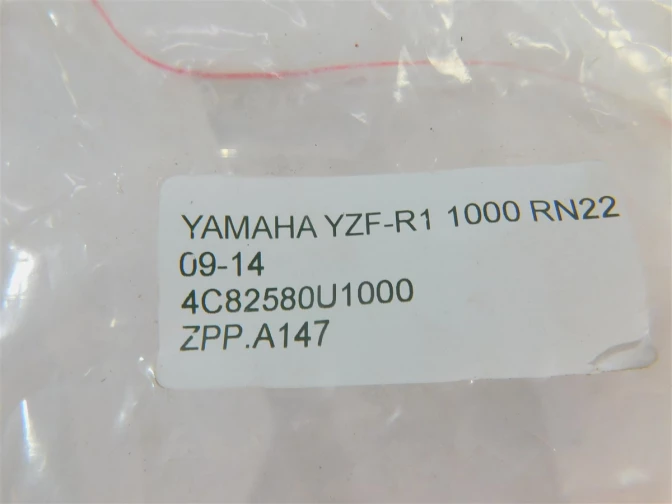 YAMAHA YZF-R1 1000 RN22
09-14
4C82580U1000
ZPP.A147